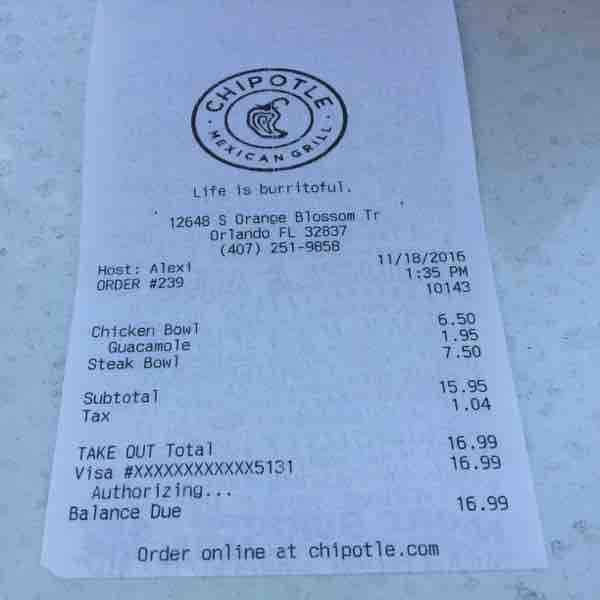 CHIPOTLE
MEXICAN GRILL
Life is burritoful.
12648 S Orange Blossom Tr
Orlando FL 32837
(407) 251-9858
Host: Alexi 11/18/2016
ORDER #239 1:35 PM
10143
Chicken Bowl 6.50
Guacamole 1.95
Steak Bowl 7.50
Subtotal 15.95
Tax 1.04
TAKE OUT Total 16.99
Visa #XXXXXXXXXXXX5131 16.99
Authorizing...
Balance Due 16.99
Order online at chipotle.com